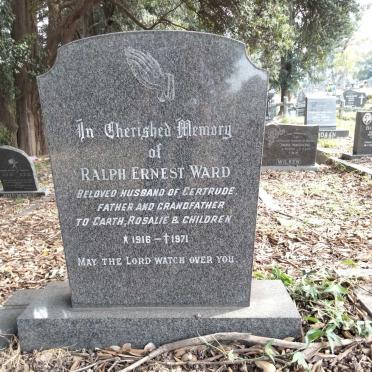 In Cherished Memory
of
RALPH ERNEST WARD
BELOVED HUSBAND OF GERTRUDE.
FATHER AND GRANDFATHER
TO GARTH, ROSALIE & CHILDREN
★ 1916 – † 1971
MAY THE LORD WATCH OVER YOU.
WILKEN